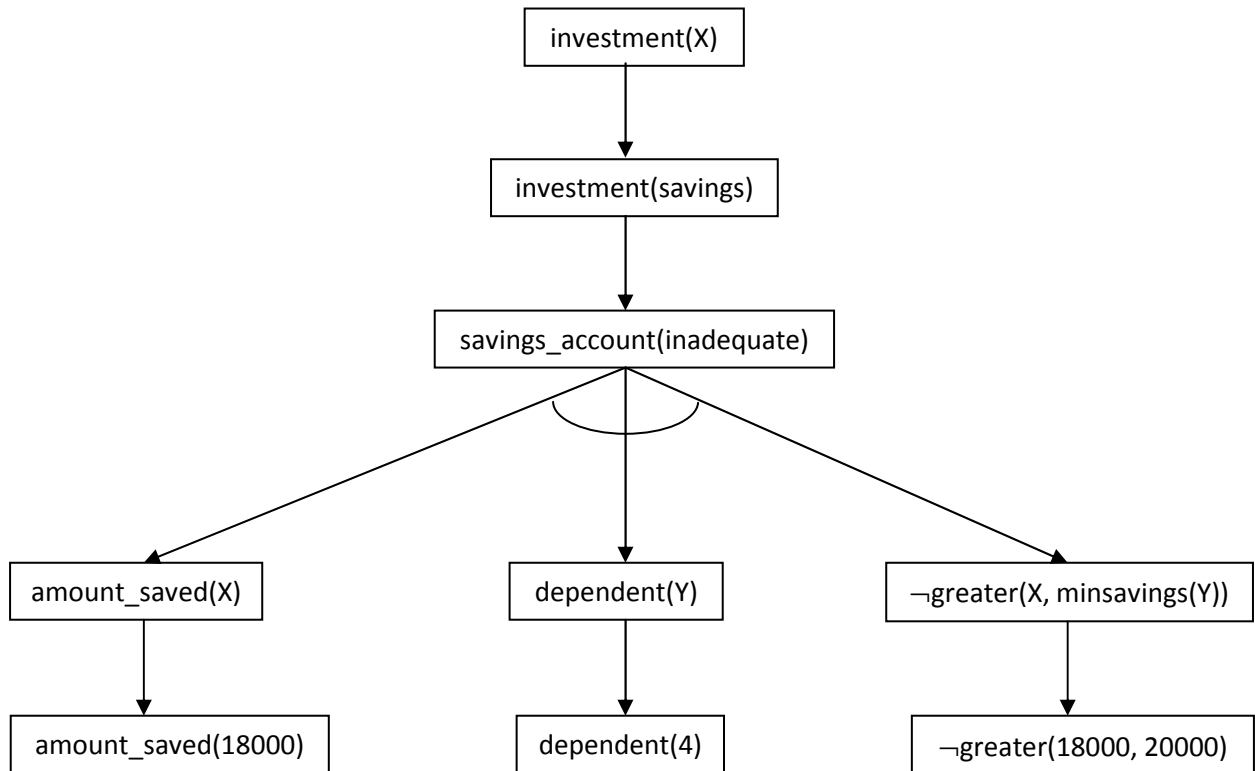 investment(X)
investment(savings)
savings_account(inadequate)
amount_saved(X)
dependent(Y)
¬greater(X, minsavings(Y))
amount_saved(18000)
dependent(4)
¬greater(18000, 20000)